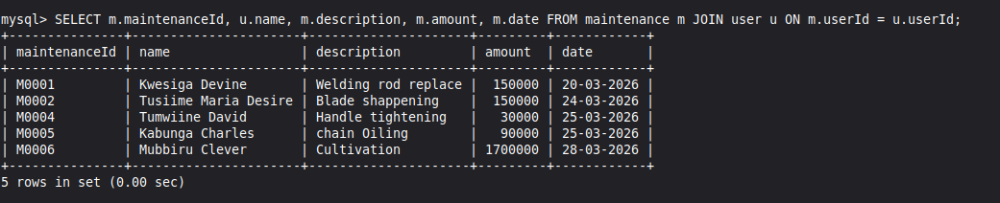 mysql> SELECT m.maintenanceId, u.name, m.description, m.amount, m.date FROM maintenance m JOIN user u ON m.userId = u.userId;
+---------------+----------------------+---------------------+---------+------------+
| maintenanceId | name                 | description         | amount  | date       |
+---------------+----------------------+---------------------+---------+------------+
| M0001         | Kwesiga Devine       | Welding rod replace |  150000 | 20-03-2026 |
| M0002         | Tusiime Maria Desire | Blade shappening    |  150000 | 24-03-2026 |
| M0004         | Tumwiine David       | Handle tightening   |   30000 | 25-03-2026 |
| M0005         | Kabunga Charles      | chain Oiling        |   90000 | 25-03-2026 |
| M0006         | Mubbiru Clever       | Cultivation         | 1700000 | 28-03-2026 |
+---------------+----------------------+---------------------+---------+------------+
5 rows in set (0.00 sec)